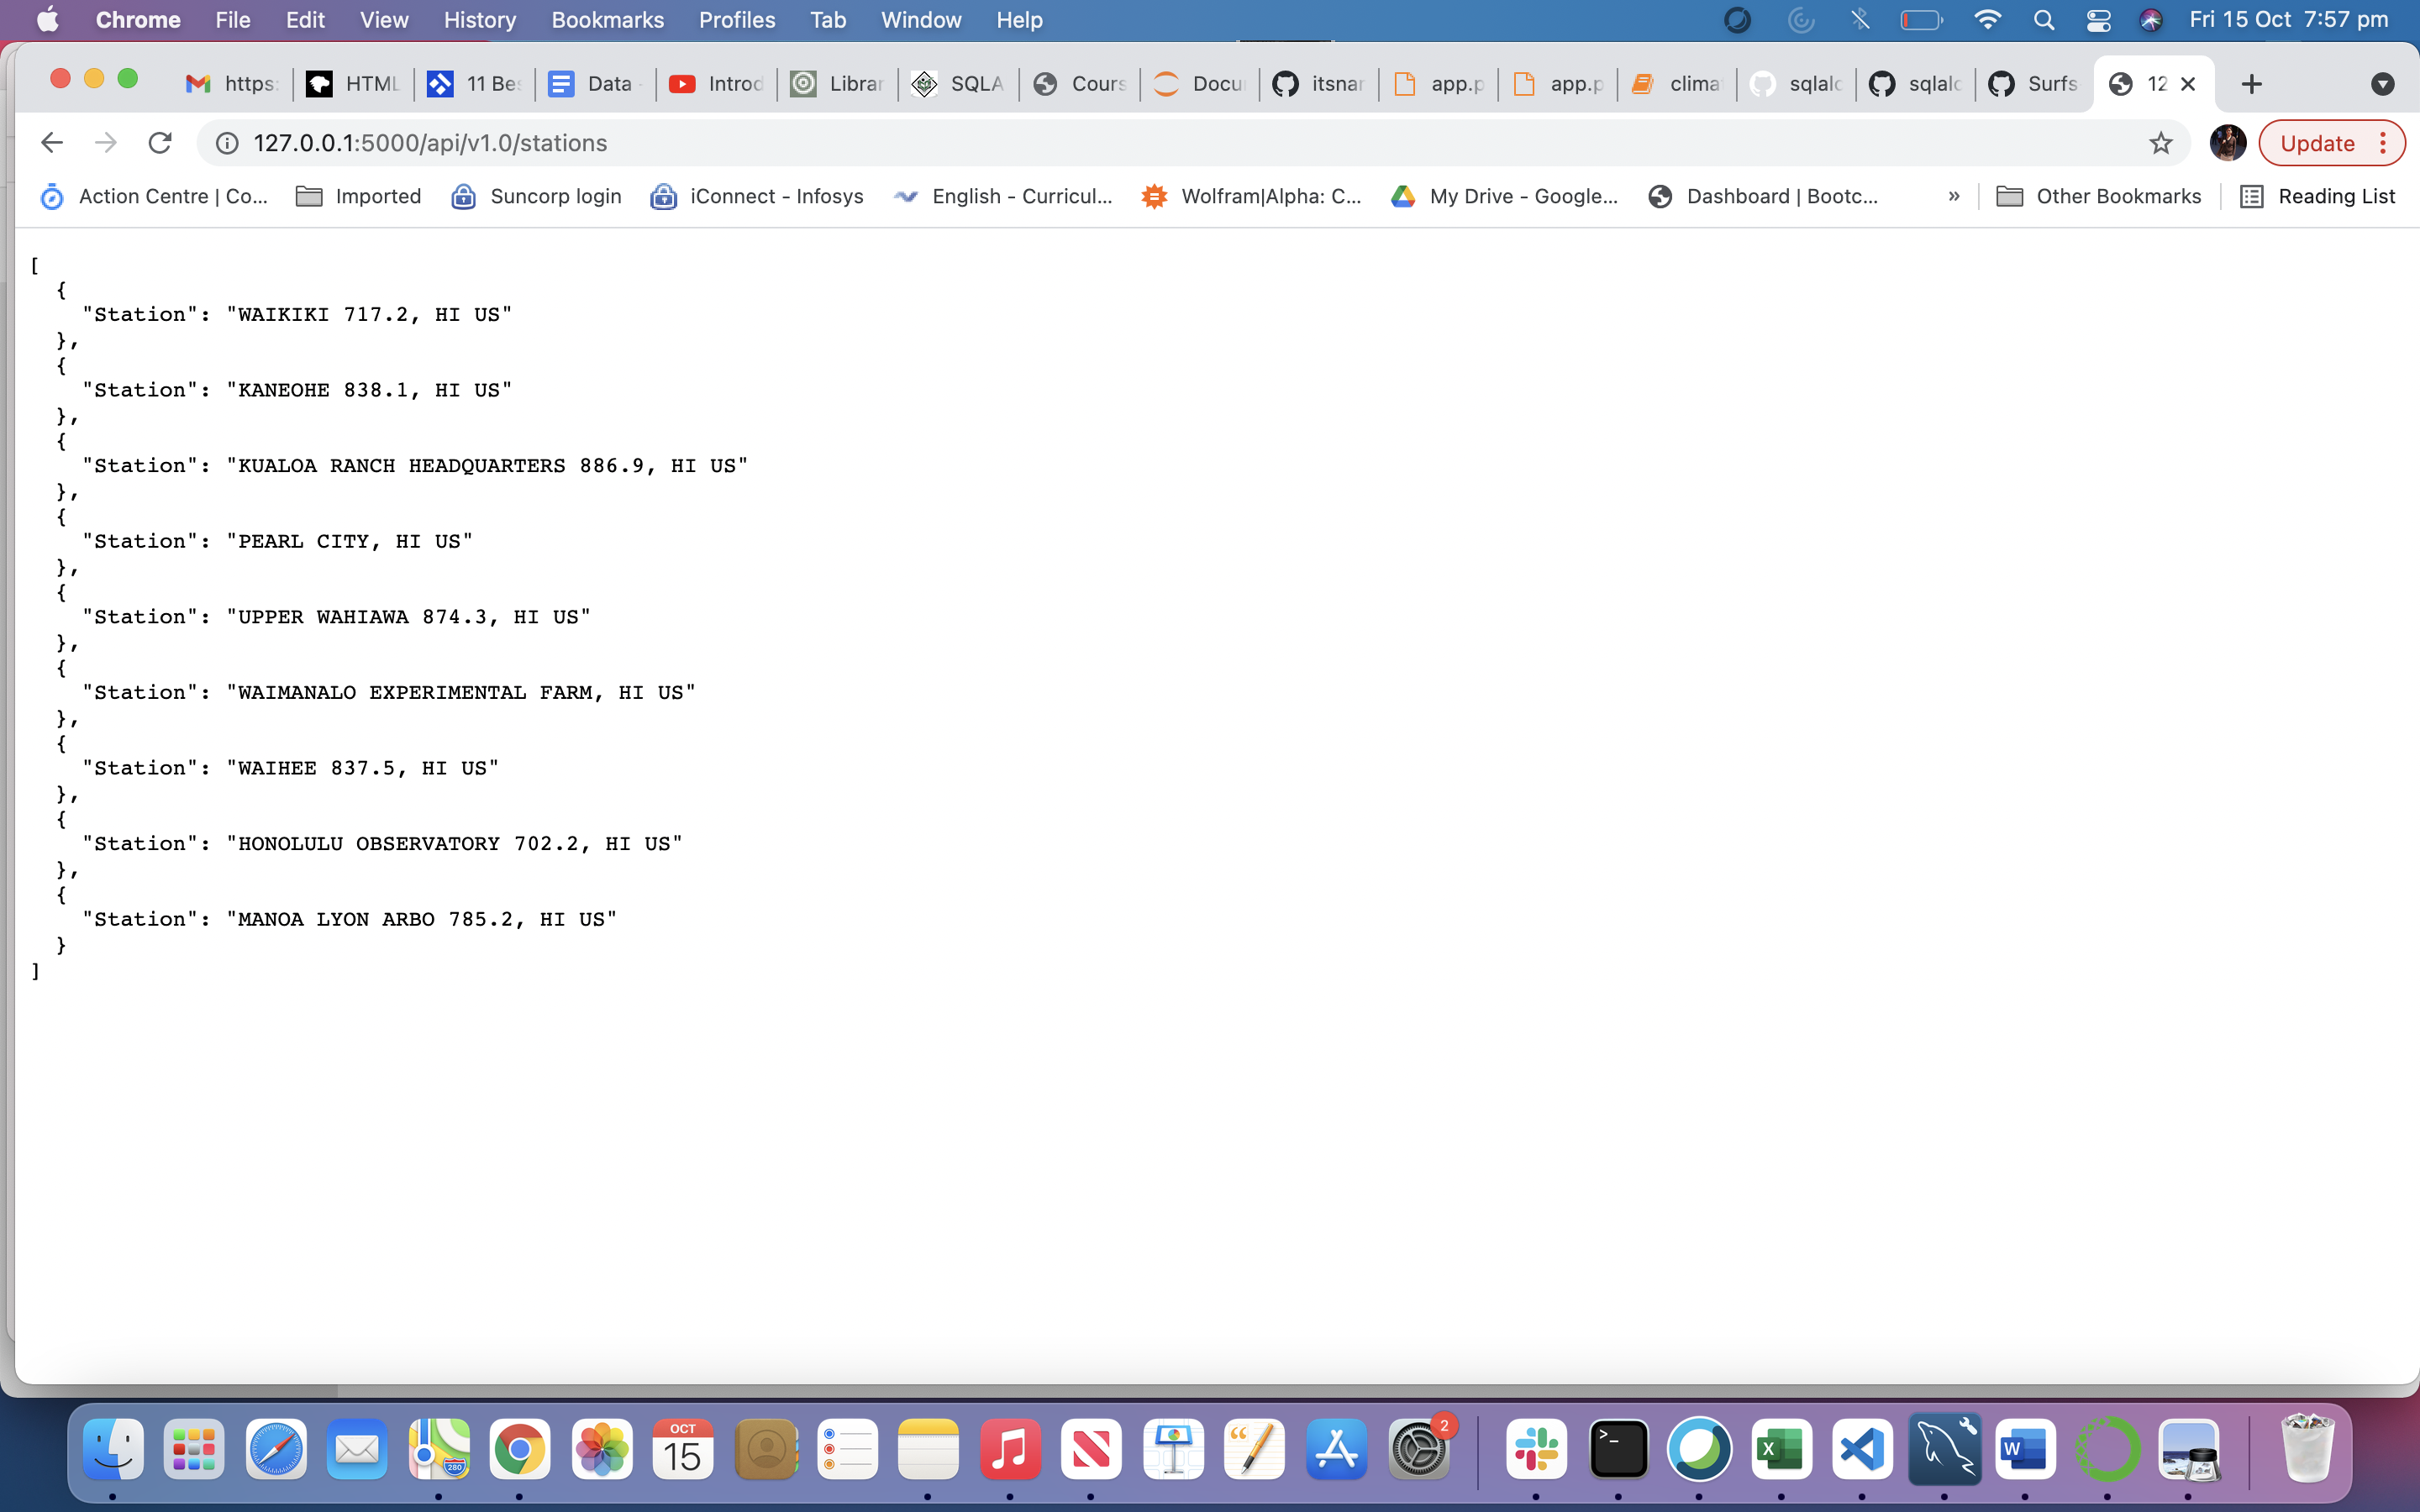 Chrome File Edit View History Bookmarks Profiles Tab Window Help Fri 15 Oct 7:57 pm
https: HTML 11 Bes Data - Introd Librar SQLA Cours Docu itsnar app.p app.p clima sqlalc sqlalc Surfs 12
127.0.0.1:5000/api/v1.0/stations Update
Action Centre | Co... Imported Suncorp login iConnect - Infosys English - Curricul... Wolfram|Alpha: C... My Drive - Google... Dashboard | Bootc... » Other Bookmarks Reading List
[
{
"Station": "WAIKIKI 717.2, HI US"
},
{
"Station": "KANEOHE 838.1, HI US"
},
{
"Station": "KUALOA RANCH HEADQUARTERS 886.9, HI US"
},
{
"Station": "PEARL CITY, HI US"
},
{
"Station": "UPPER WAHIAWA 874.3, HI US"
},
{
"Station": "WAIMANALO EXPERIMENTAL FARM, HI US"
},
{
"Station": "WAIHEE 837.5, HI US"
},
{
"Station": "HONOLULU OBSERVATORY 702.2, HI US"
},
{
"Station": "MANOA LYON ARBO 785.2, HI US"
}
]
280 OCT 2
15 >_ X W